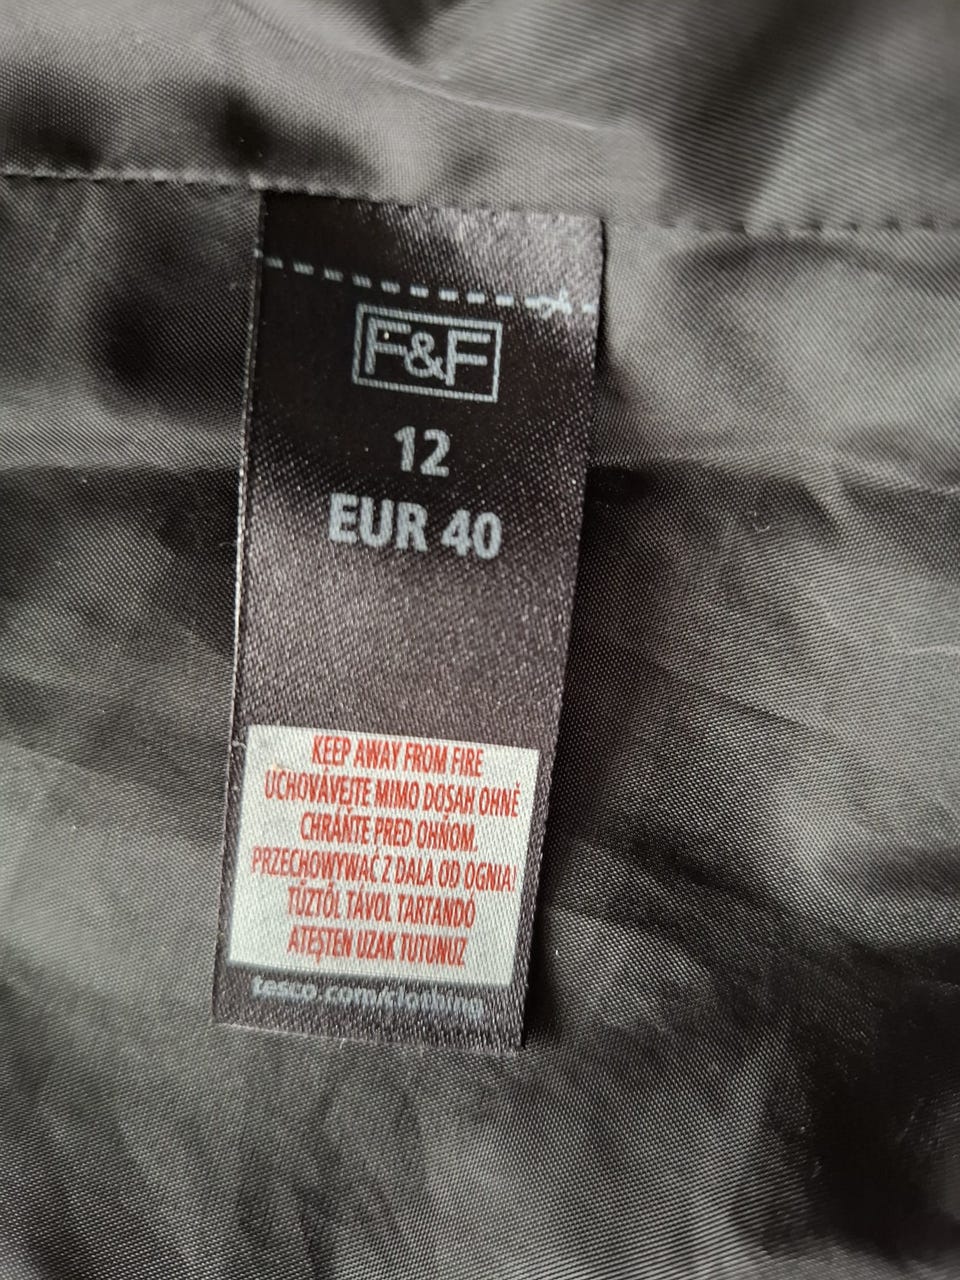 F&F
12
EUR 40
KEEP AWAY FROM FIRE
UCHOVÁVEJTE MIMO DOSAH OHNĚ
CHRÁŇTE PRED OHŇOM.
PRZECHOWYWAĆ Z DALA OD OGNIA!
TŰZTŐL TÁVOL TARTANDÓ
ATEŞTEN UZAK TUTUNUZ
tesco.com/clothing